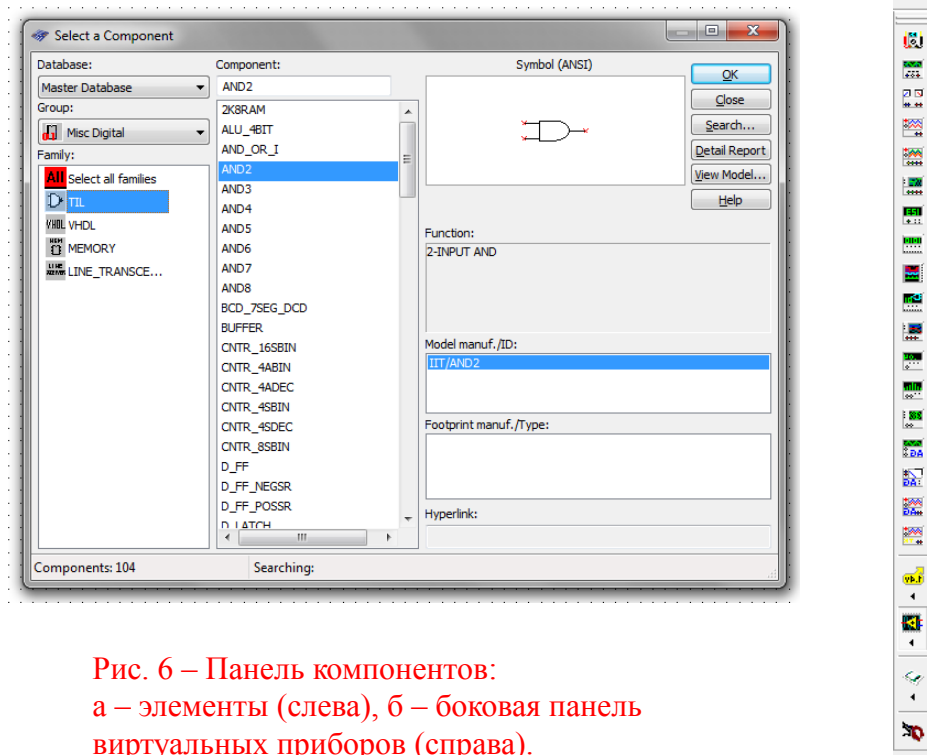 Select a Component
Database:
Master Database
Group:
Misc Digital
Family:
All Select all families
TIL
VHDL VHDL
MEMORY
LINE_TRANSCE...
Component:
AND2
2K8RAM
ALU_4BIT
AND_OR_I
AND2
AND3
AND4
AND5
AND6
AND7
AND8
BCD_7SEG_DCD
BUFFER
CNTR_16SBIN
CNTR_4ABIN
CNTR_4ADEC
CNTR_4SBIN
CNTR_4SDEC
CNTR_8SBIN
D_FF
D_FF_NEGSR
D_FF_POSSR
D_LATCH
Symbol (ANSI)
OK
Close
Search...
Detail Report
View Model...
Help
Function:
2-INPUT AND
Model manuf./ID:
IIT/AND2
Footprint manuf./Type:
Hyperlink:
Components: 104
Searching:
Рис. 6 – Панель компонентов:
а – элементы (слева), б – боковая панель
виртуальных приборов (справа).